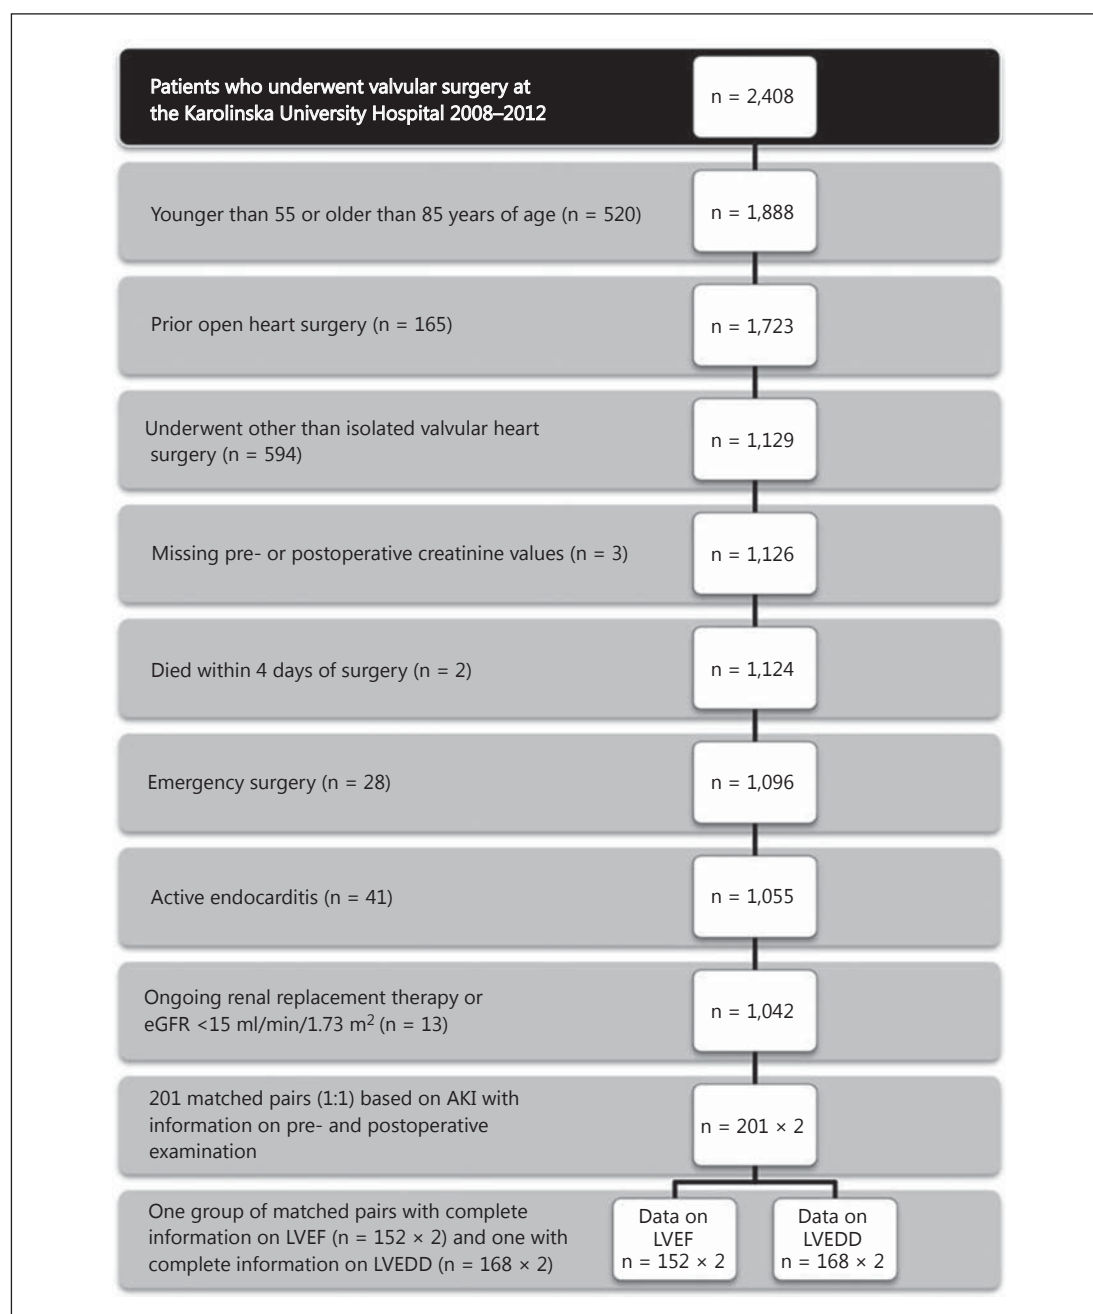 Patients who underwent valvular surgery at
the Karolinska University Hospital 2008–2012
n = 2,408
Younger than 55 or older than 85 years of age (n = 520)
n = 1,888
Prior open heart surgery (n = 165)
n = 1,723
Underwent other than isolated valvular heart
surgery (n = 594)
n = 1,129
Missing pre- or postoperative creatinine values (n = 3)
n = 1,126
Died within 4 days of surgery (n = 2)
n = 1,124
Emergency surgery (n = 28)
n = 1,096
Active endocarditis (n = 41)
n = 1,055
Ongoing renal replacement therapy or
eGFR <15 ml/min/1.73 m² (n = 13)
n = 1,042
201 matched pairs (1:1) based on AKI with
information on pre- and postoperative
examination
n = 201 × 2
One group of matched pairs with complete
information on LVEF (n = 152 × 2) and one with
complete information on LVEDD (n = 168 × 2)
Data on
LVEF
n = 152 × 2
Data on
LVEDD
n = 168 × 2